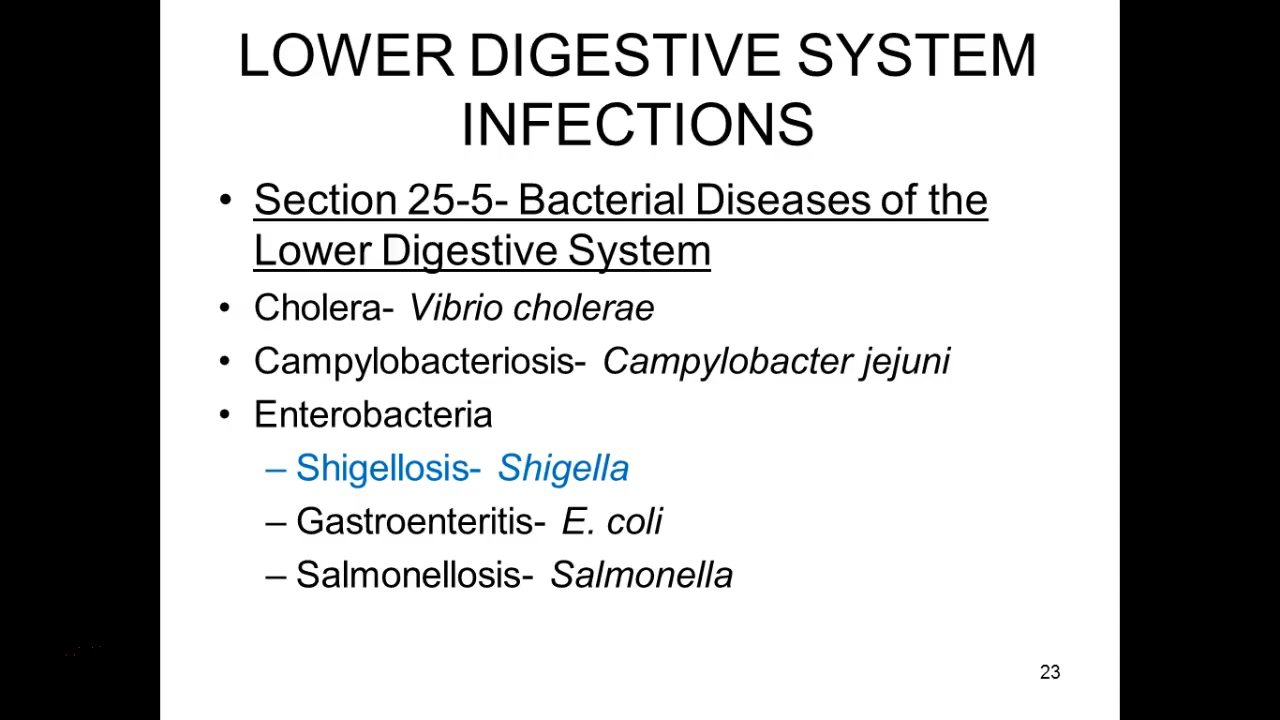 LOWER DIGESTIVE SYSTEM
INFECTIONS
• Section 25-5- Bacterial Diseases of the
Lower Digestive System
• Cholera- Vibrio cholerae
• Campylobacteriosis- Campylobacter jejuni
• Enterobacteria
– Shigellosis- Shigella
– Gastroenteritis- E. coli
– Salmonellosis- Salmonella
23